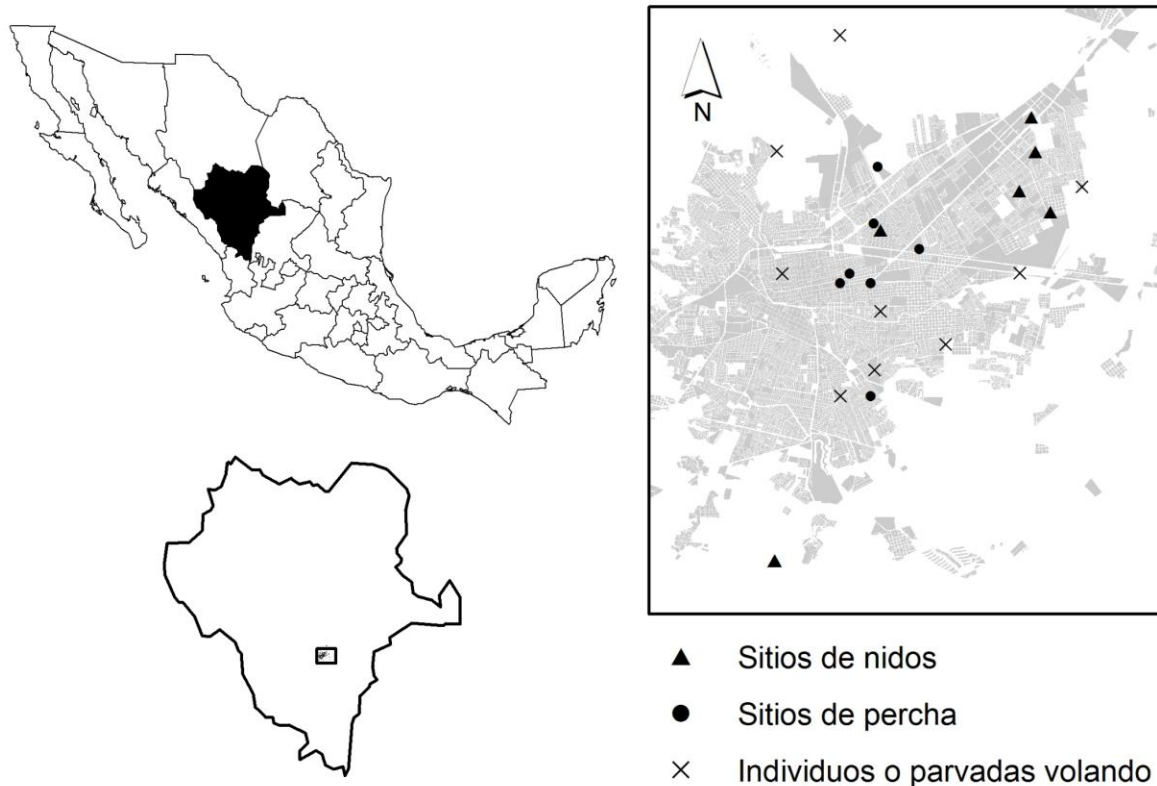 N
Sitios de nidos
Sitios de percha
Individuos o parvadas volando